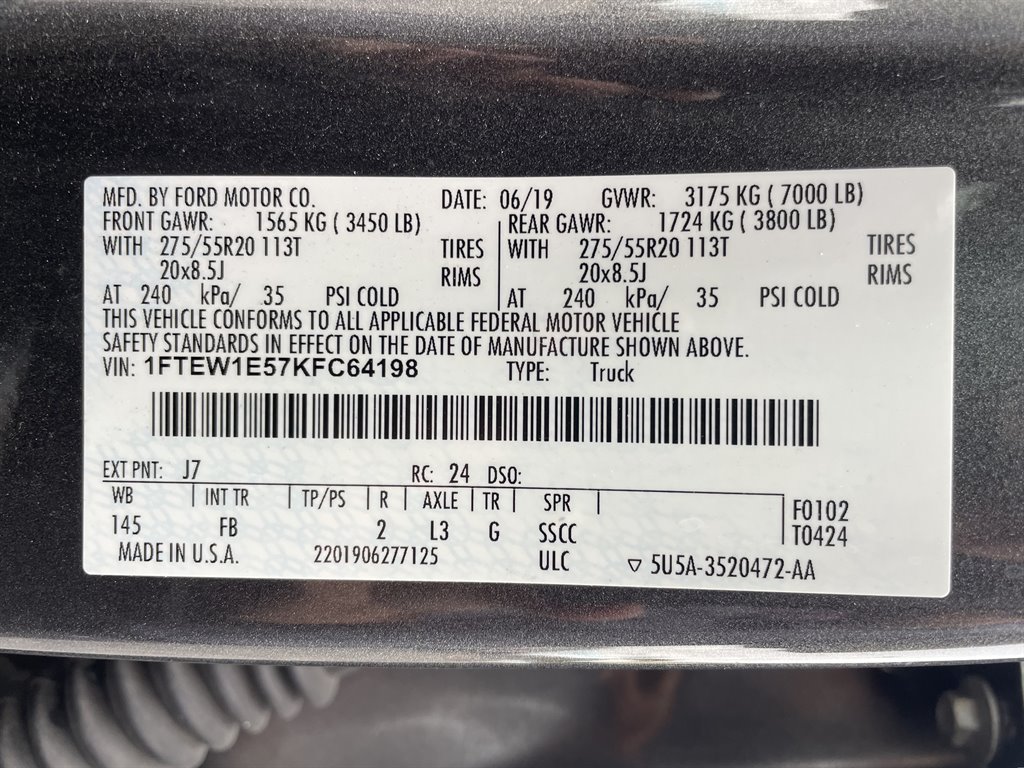 MFD. BY FORD MOTOR CO. DATE: 06/19 GVWR: 3175 KG ( 7000 LB)
FRONT GAWR: 1565 KG ( 3450 LB) REAR GAWR: 1724 KG ( 3800 LB)
WITH 275/55R20 113T TIRES WITH 275/55R20 113T TIRES
20x8.5J RIMS 20x8.5J RIMS
AT 240 kPa/ 35 PSI COLD AT 240 kPa/ 35 PSI COLD
THIS VEHICLE CONFORMS TO ALL APPLICABLE FEDERAL MOTOR VEHICLE
SAFETY STANDARDS IN EFFECT ON THE DATE OF MANUFACTURE SHOWN ABOVE.
VIN: 1FTEW1E57KFC64198 TYPE: Truck
EXT PNT: J7 RC: 24 DSO:
WB INT TR TP/PS R AXLE TR SPR F0102
145 FB 2 L3 G SSCC T0424
MADE IN U.S.A. 2201906277125 ULC ▽ 5U5A-3520472-AA